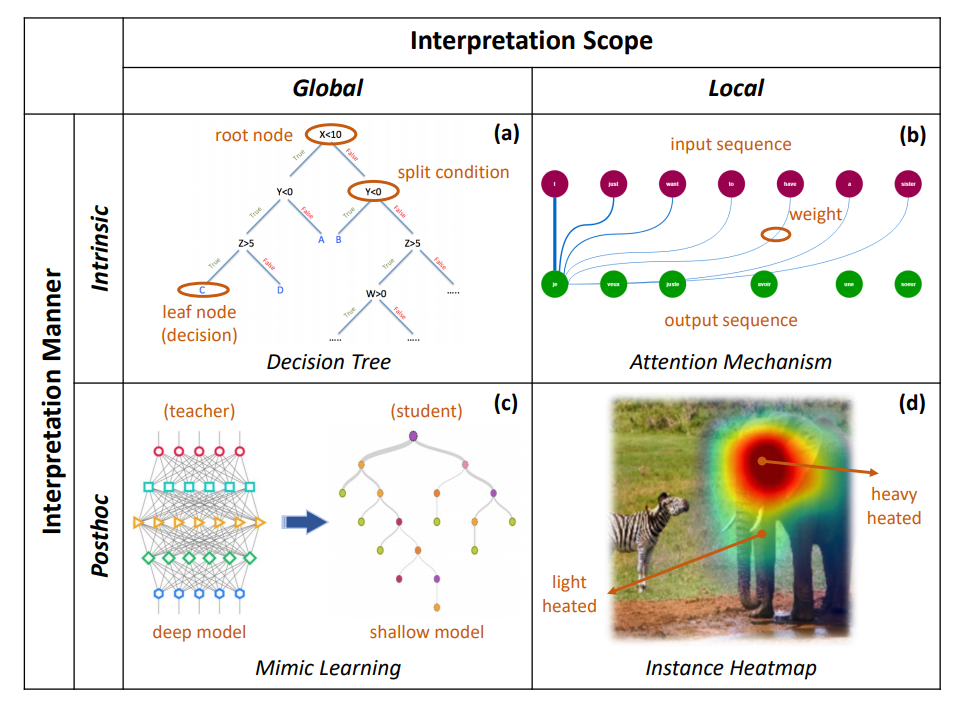 Interpretation Scope
Global
Local
Interpretation Manner
Intrinsic
(a)
root node
X<10
True
False
split condition
Y<0
Y<0
True
False
True
False
Z>5
A
B
Z>5
True
False
True
False
C
D
W>0
.....
leaf node
(decision)
True
False
.....
.....
Decision Tree
(b)
input sequence
I
just
want
to
have
a
sister
weight
je
veux
juste
avoir
une
soeur
output sequence
Attention Mechanism
Posthoc
(c)
(teacher)
(student)
deep model
shallow model
Mimic Learning
(d)
heavy
heated
light
heated
Instance Heatmap